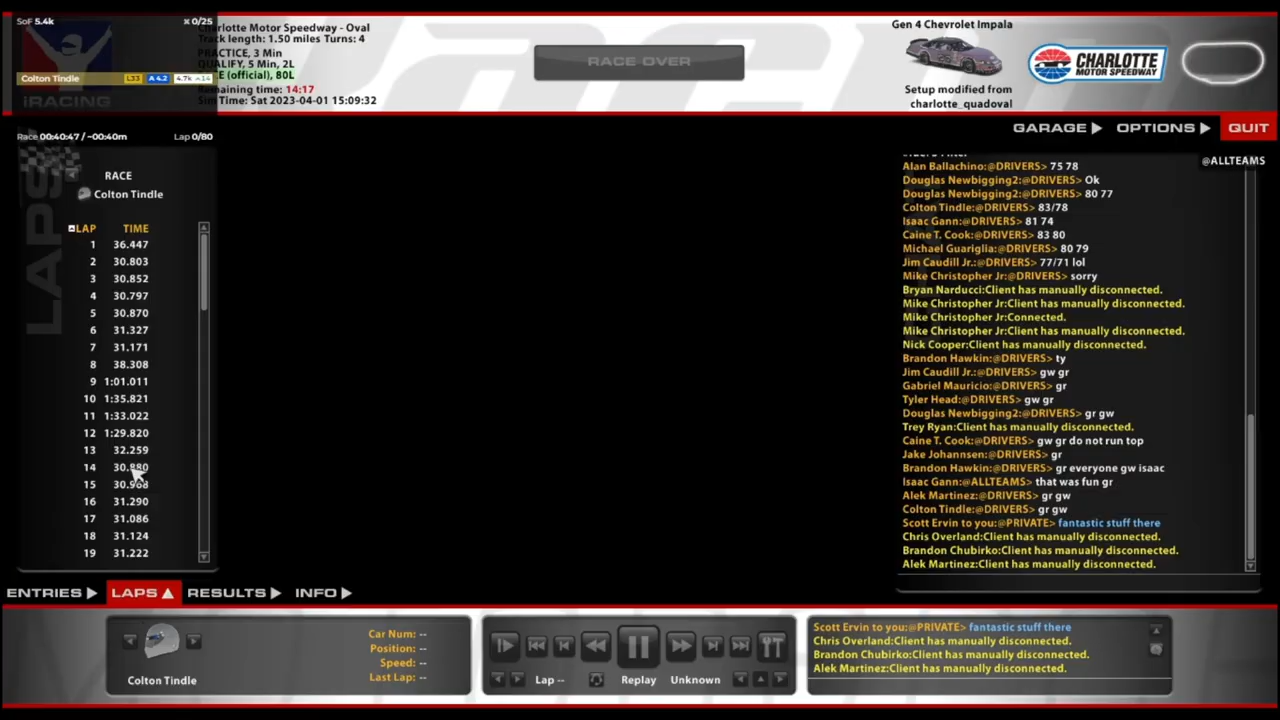 SoF 5.4k
0/25
Charlotte Motor Speedway - Oval
Track length: 1.50 miles Turns: 4
PRACTICE, 3 Min
QUALIFY, 5 Min, 2L
(official), 80L
Remaining time: 14:17
Sim Time: Sat 2023-04-01 15:09:32
Colton Tindle
A 4.2
4.7k
14
iRACING
RACE OVER
Gen 4 Chevrolet Impala
Setup modified from
charlotte_quadoval
CHARLOTTE
MOTOR SPEEDWAY
GARAGE
OPTIONS
QUIT
Race 00:40:47 / ~00:40m
Lap 0/80
@ALLTEAMS
LAPS
RACE
Colton Tindle
LAP TIME
1 36.447
2 30.803
3 30.852
4 30.797
5 30.870
6 31.327
7 31.171
8 38.308
9 1:01.011
10 1:35.821
11 1:33.022
12 1:29.820
13 32.259
14 30.880
15 30.968
16 31.290
17 31.086
18 31.124
19 31.222
Alan Ballachino:@DRIVERS> 75 78
Douglas Newbigging2:@DRIVERS> Ok
Douglas Newbigging2:@DRIVERS> 80 77
Colton Tindle:@DRIVERS> 83/78
Isaac Gann:@DRIVERS> 81 74
Caine T. Cook:@DRIVERS> 83 80
Michael Guariglia:@DRIVERS> 80 79
Jim Caudill Jr.:@DRIVERS> 77/71 lol
Mike Christopher Jr:@DRIVERS> sorry
Bryan Narducci:Client has manually disconnected.
Mike Christopher Jr:Client has manually disconnected.
Mike Christopher Jr:Connected.
Mike Christopher Jr:Client has manually disconnected.
Nick Cooper:Client has manually disconnected.
Brandon Hawkin:@DRIVERS> ty
Jim Caudill Jr.:@DRIVERS> gw gr
Gabriel Mauricio:@DRIVERS> gr
Tyler Head:@DRIVERS> gw gr
Douglas Newbigging2:@DRIVERS> gr gw
Trey Ryan:Client has manually disconnected.
Caine T. Cook:@DRIVERS> gw gr do not run top
Jake Johannsen:@DRIVERS> gr
Brandon Hawkin:@DRIVERS> gr everyone gw isaac
Isaac Gann:@ALLTEAMS> that was fun gr
Alek Martinez:@DRIVERS> gr gw
Colton Tindle:@DRIVERS> gr gw
Scott Ervin to you:@PRIVATE> fantastic stuff there
Chris Overland:Client has manually disconnected.
Brandon Chubirko:Client has manually disconnected.
Alek Martinez:Client has manually disconnected.
ENTRIES
LAPS
RESULTS
INFO
Colton Tindle
Car Num: --
Position: --
Speed: --
Last Lap: --
Lap --
Replay
Unknown
Scott Ervin to you:@PRIVATE> fantastic stuff there
Chris Overland:Client has manually disconnected.
Brandon Chubirko:Client has manually disconnected.
Alek Martinez:Client has manually disconnected.